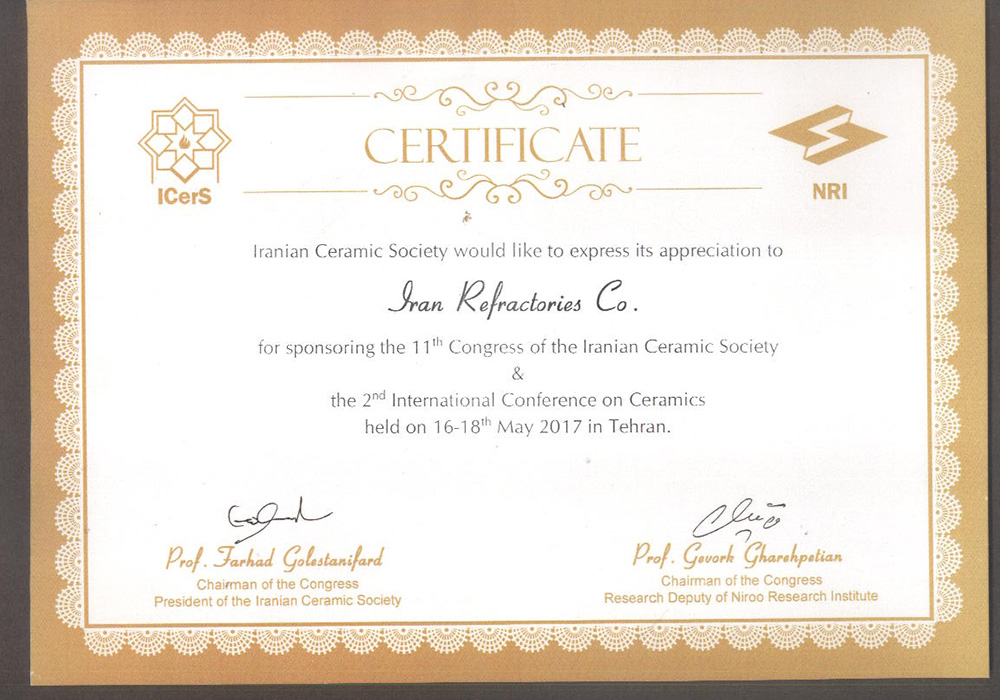 ICerS
CERTIFICATE
NRI
Iranian Ceramic Society would like to express its appreciation to
Iran Refractories Co.
for sponsoring the 11th Congress of the Iranian Ceramic Society
&
the 2nd International Conference on Ceramics
held on 16-18th May 2017 in Tehran.
Prof. Farhad Golestanifard
Chairman of the Congress
President of the Iranian Ceramic Society
Prof. Gevork Gharehpetian
Chairman of the Congress
Research Deputy of Niroo Research Institute